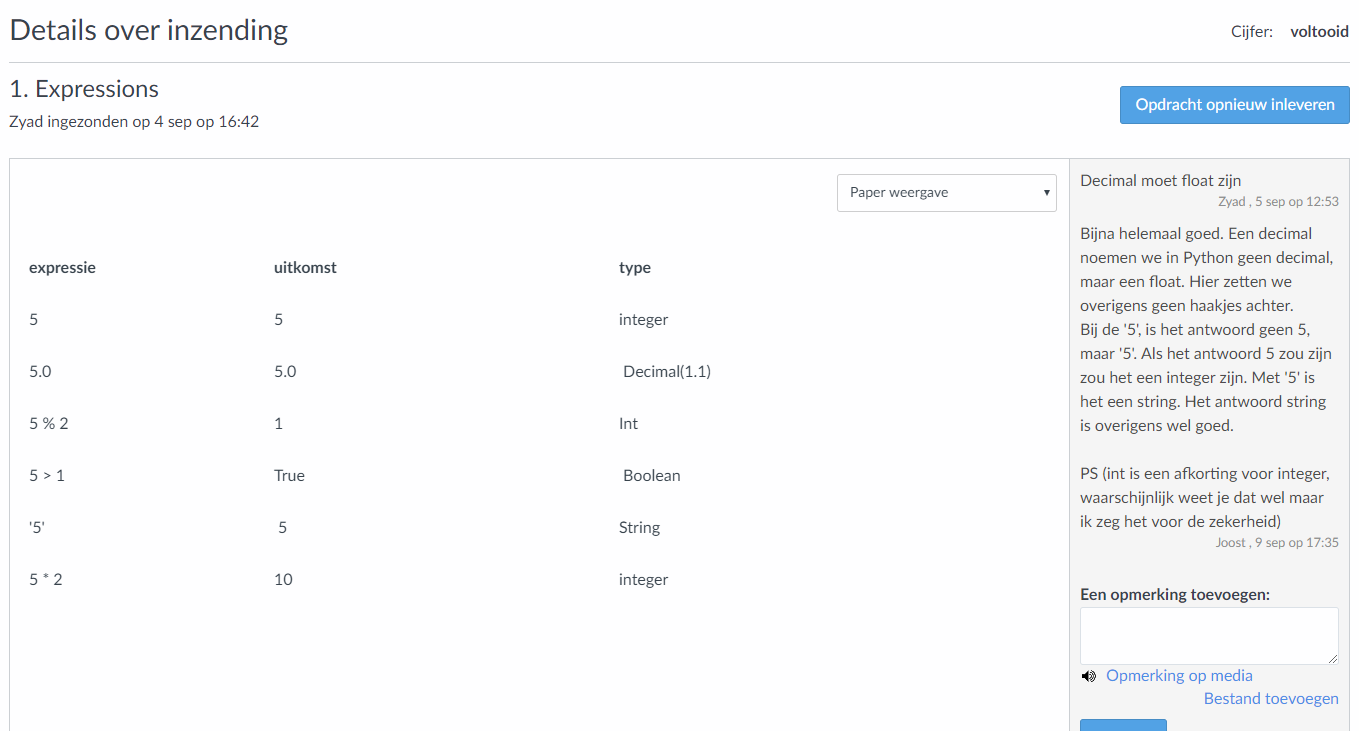 Details over inzending
Cijfer: voltooid
1. Expressions
Zyad ingezonden op 4 sep op 16:42
Opdracht opnieuw inleveren
Paper weergave
expressie uitkomst type
5 5 integer
5.0 5.0 Decimal(1.1)
5 % 2 1 Int
5 > 1 True Boolean
'5' 5 String
5 * 2 10 integer
Decimal moet float zijn
Zyad , 5 sep op 12:53
Bijna helemaal goed. Een decimal
noemen we in Python geen decimal,
maar een float. Hier zetten we
overigens geen haakjes achter.
Bij de '5', is het antwoord geen 5,
maar '5'. Als het antwoord 5 zou zijn
zou het een integer zijn. Met '5' is
het een string. Het antwoord string
is overigens wel goed.
PS (int is een afkorting voor integer,
waarschijnlijk weet je dat wel maar
ik zeg het voor de zekerheid)
Joost , 9 sep op 17:35
Een opmerking toevoegen:
Opmerking op media
Bestand toevoegen